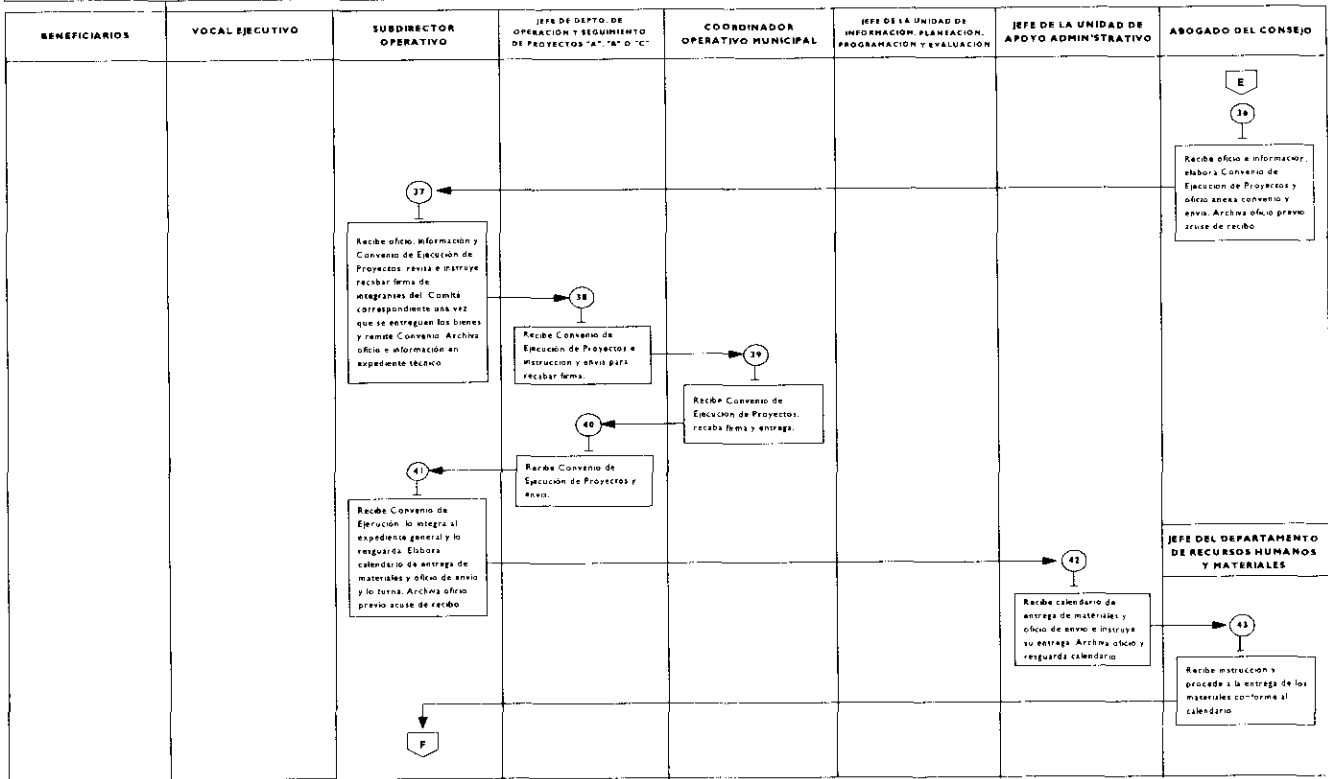 BENEFICIARIOS
VOCAL EJECUTIVO
SUBDIRECTOR
OPERATIVO
JEFE DE DEPTO. DE
OPERACIÓN Y SEGUIMIENTO
DE PROYECTOS "A", "B" O "C"
COORDINADOR
OPERATIVO MUNICIPAL
JEFE DE LA UNIDAD DE
INFORMACIÓN, PLANEACIÓN,
PROGRAMACIÓN Y EVALUACIÓN
JEFE DE LA UNIDAD DE
APOYO ADMIN'STRATIVO
ABOGADO DEL CONSEJO
E
36
Recibe oficio e información,
elabora Convenio de
Ejecución de Proyectos y
oficio anexa convenio y
envía. Archiva oficio previo
acuse de recibo
37
Recibe oficio, información y
Convenio de Ejecución de
Proyectos, revisa e instruye
recabar firma de
integrantes del Comité
correspondiente una vez
que se entreguen los bienes
y remite Convenio. Archiva
oficio e información en
expediente técnico
38
Recibe Convenio de
Ejecución de Proyectos e
instrucción y envía para
recabar firma.
39
Recibe Convenio de
Ejecución de Proyectos,
recaba firma y entrega.
40
Recibe Convenio de
Ejecución de Proyectos y
envía.
41
Recibe Convenio de
Ejecución, lo integra al
expediente general y lo
resguarda. Elabora
calendario de entrega de
materiales y oficio de envío
y lo turna. Archiva oficio
previo acuse de recibo
42
Recibe calendario de
entrega de materiales y
oficio de envío e instruye
su entrega. Archiva oficio y
resguarda calendario
JEFE DEL DEPARTAMENTO
DE RECURSOS HUMANOS
Y MATERIALES
43
Recibe instrucción y
procede a la entrega de los
materiales conforme al
calendario
F